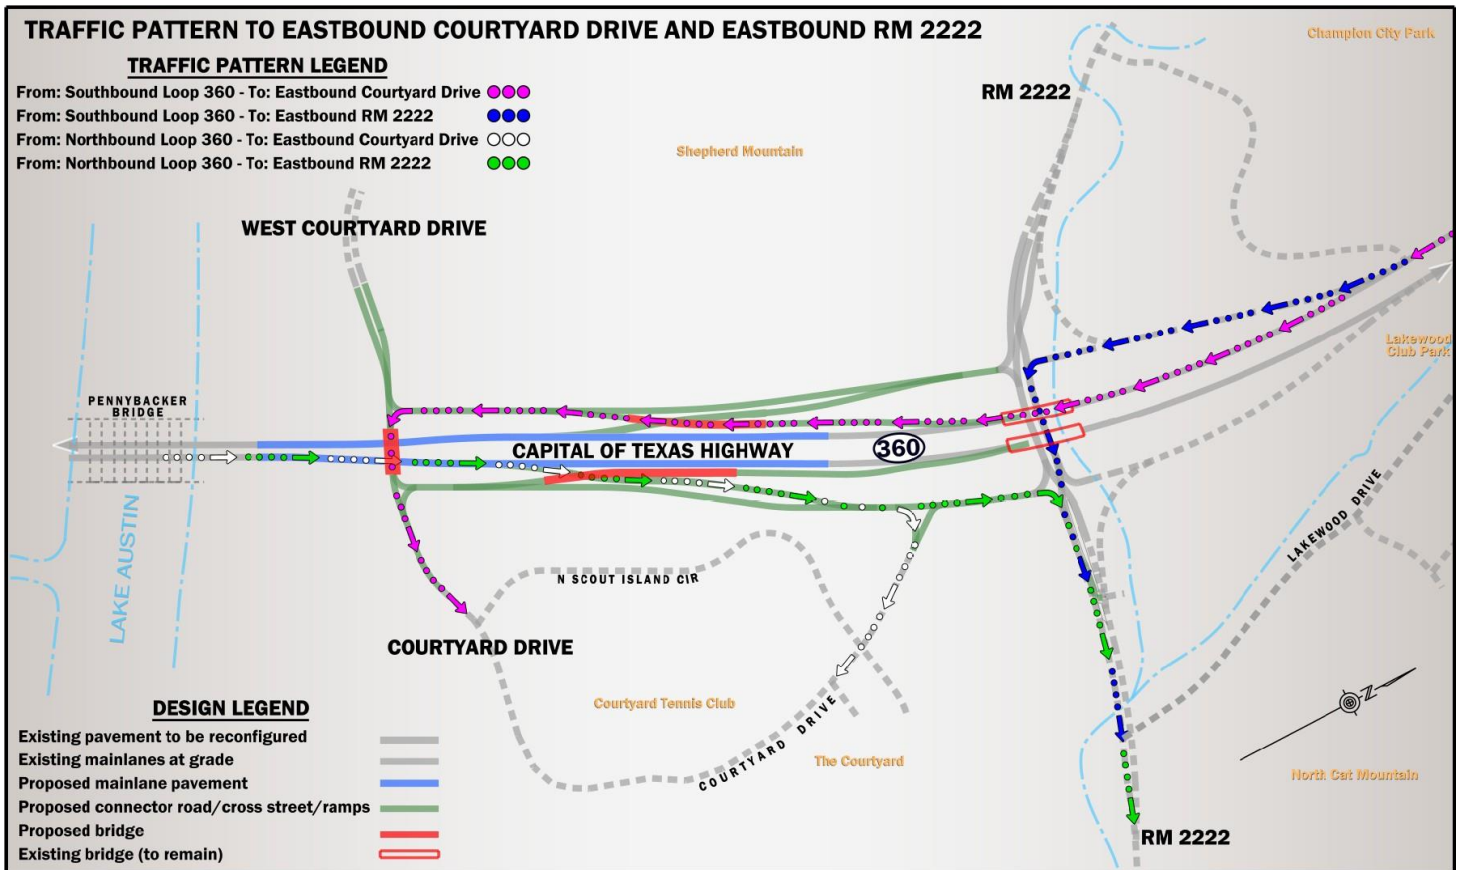 TRAFFIC PATTERN TO EASTBOUND COURTYARD DRIVE AND EASTBOUND RM 2222
TRAFFIC PATTERN LEGEND
From: Southbound Loop 360 - To: Eastbound Courtyard Drive
From: Southbound Loop 360 - To: Eastbound RM 2222
From: Northbound Loop 360 - To: Eastbound Courtyard Drive
From: Northbound Loop 360 - To: Eastbound RM 2222
Champion City Park
RM 2222
Shepherd Mountain
WEST COURTYARD DRIVE
Lakewood
Club Park
PENNYBACKER
BRIDGE
CAPITAL OF TEXAS HIGHWAY
360
LAKE AUSTIN
LAKEWOOD DRIVE
N SCOUT ISLAND CIR
COURTYARD DRIVE
Courtyard Tennis Club
COURTYARD DRIVE
The Courtyard
N
North Cat Mountain
RM 2222
DESIGN LEGEND
Existing pavement to be reconfigured
Existing mainlanes at grade
Proposed mainlane pavement
Proposed connector road/cross street/ramps
Proposed bridge
Existing bridge (to remain)